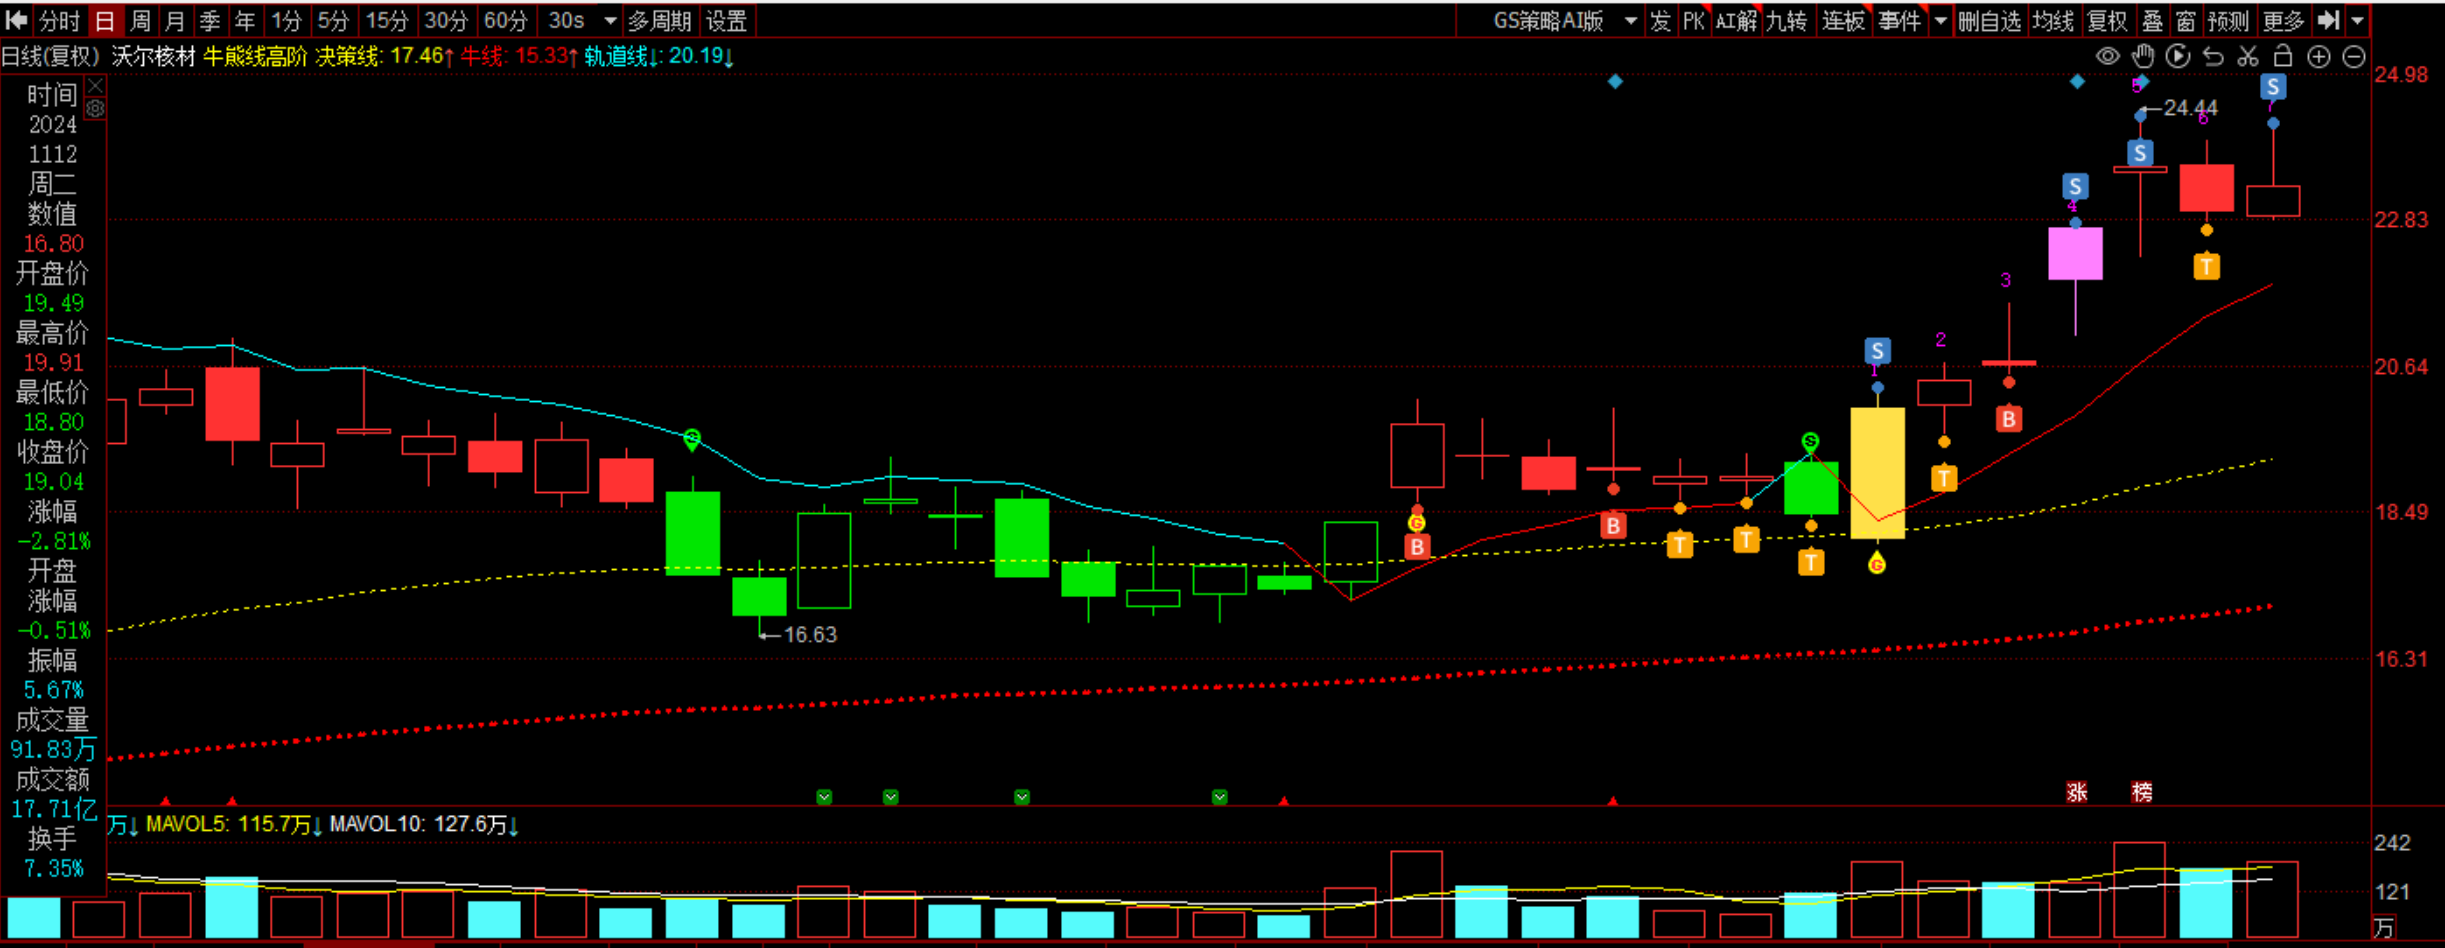 分时 日 周 月 季 年 1分 5分 15分 30分 60分 30s 多周期 设置 GS策略AI版 发 PK AI解 九转 连板 事件 删自选 均线 复权 叠 窗 预测 更多
日线(复权) 沃尔核材 牛熊线高阶 决策线: 17.46↑ 牛线: 15.33↑ 轨道线↓: 20.19↓
时间
2024
1112
周二
数值
16.80
开盘价
19.49
最高价
19.91
最低价
18.80
收盘价
19.04
涨幅
-2.81%
开盘
涨幅
-0.51%
振幅
5.67%
成交量
91.83万
成交额
17.71亿
换手
7.35%
24.98
22.83
20.64
18.49
16.31
←24.44
←16.63
S
G
B
B
T
T
S
T
S
1
G
2
T
3
B
S
4
5
S
6
T
S
7
涨 榜
万↓ MAVOL5: 115.7万↓ MAVOL10: 127.6万↓
242
121
万